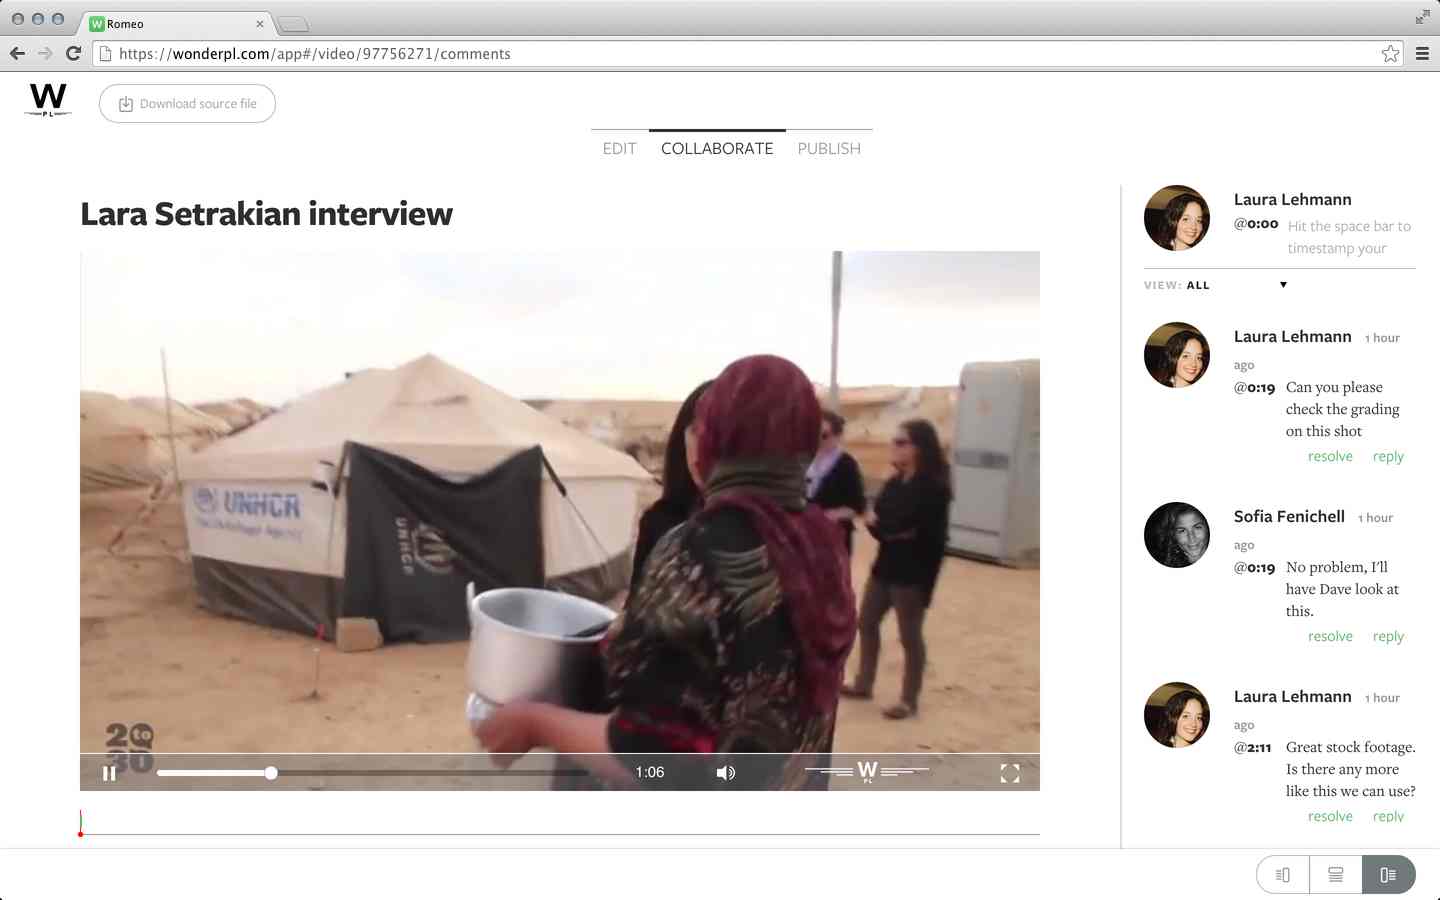 W Romeo
https://wonderpl.com/app#/video/97756271/comments
W
PL
Download source file
EDIT COLLABORATE PUBLISH
Lara Setrakian interview
UNHCR
UNHCR
20
to
30
1:06
W
PL
Laura Lehmann
@0:00 Hit the space bar to
timestamp your
VIEW: ALL
Laura Lehmann 1 hour
ago
@0:19 Can you please
check the grading
on this shot
resolve reply
Sofia Fenichell 1 hour
ago
@0:19 No problem, I'll
have Dave look at
this.
resolve reply
Laura Lehmann 1 hour
ago
@2:11 Great stock footage.
Is there any more
like this we can use?
resolve reply